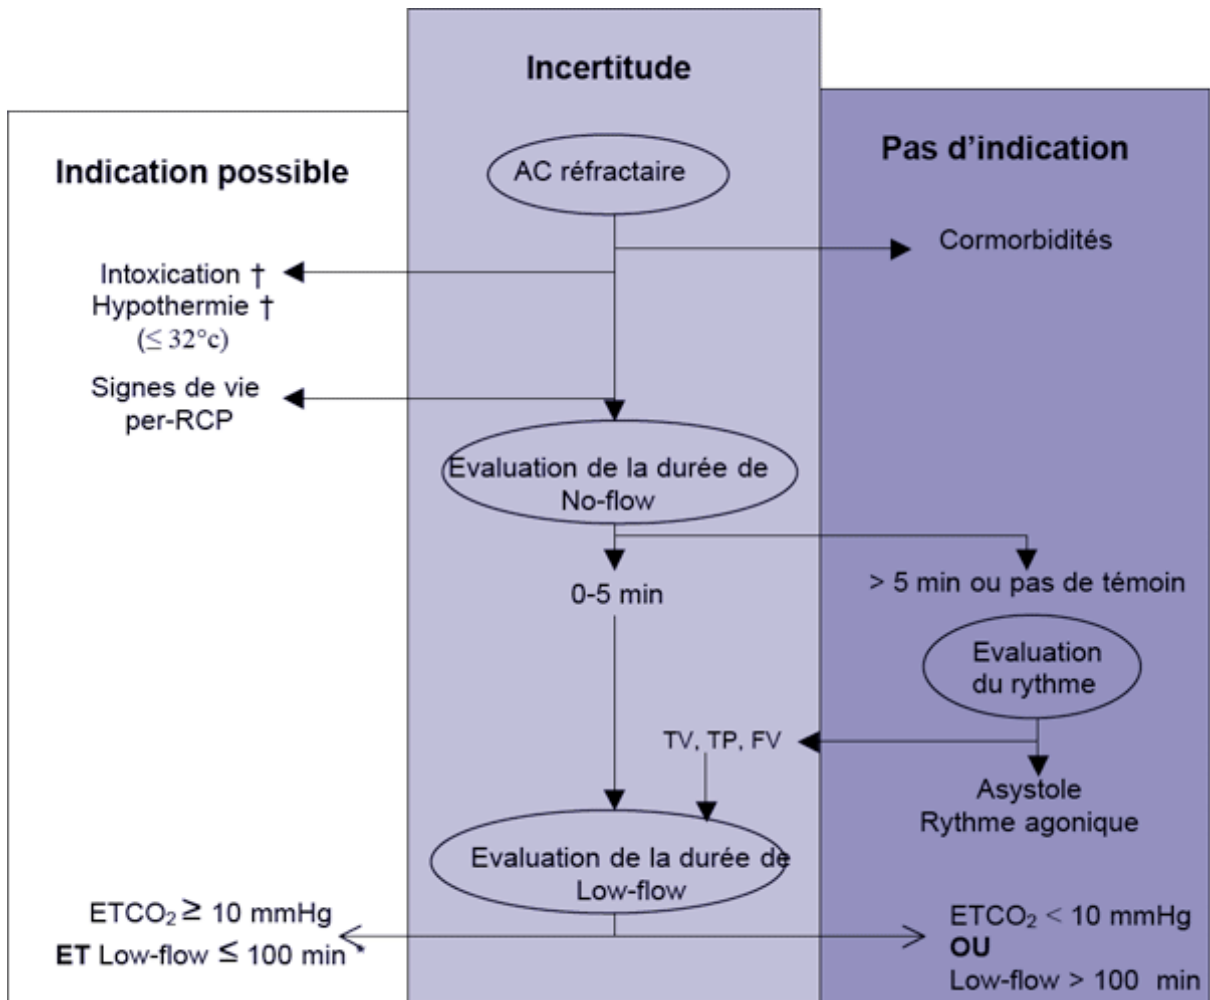 Incertitude
Indication possible
Pas d’indication
AC réfractaire
Cormorbidités
Intoxication †
Hypothermie †
(≤ 32°c)
Signes de vie
per-RCP
Evaluation de la durée de
No-flow
0-5 min
> 5 min ou pas de témoin
Evaluation
du rythme
TV, TP, FV
Asystole
Rythme agonique
Evaluation de la durée de
Low-flow
ETCO₂ ≥ 10 mmHg
ET Low-flow ≤ 100 min *
ETCO₂ < 10 mmHg
OU
Low-flow > 100 min